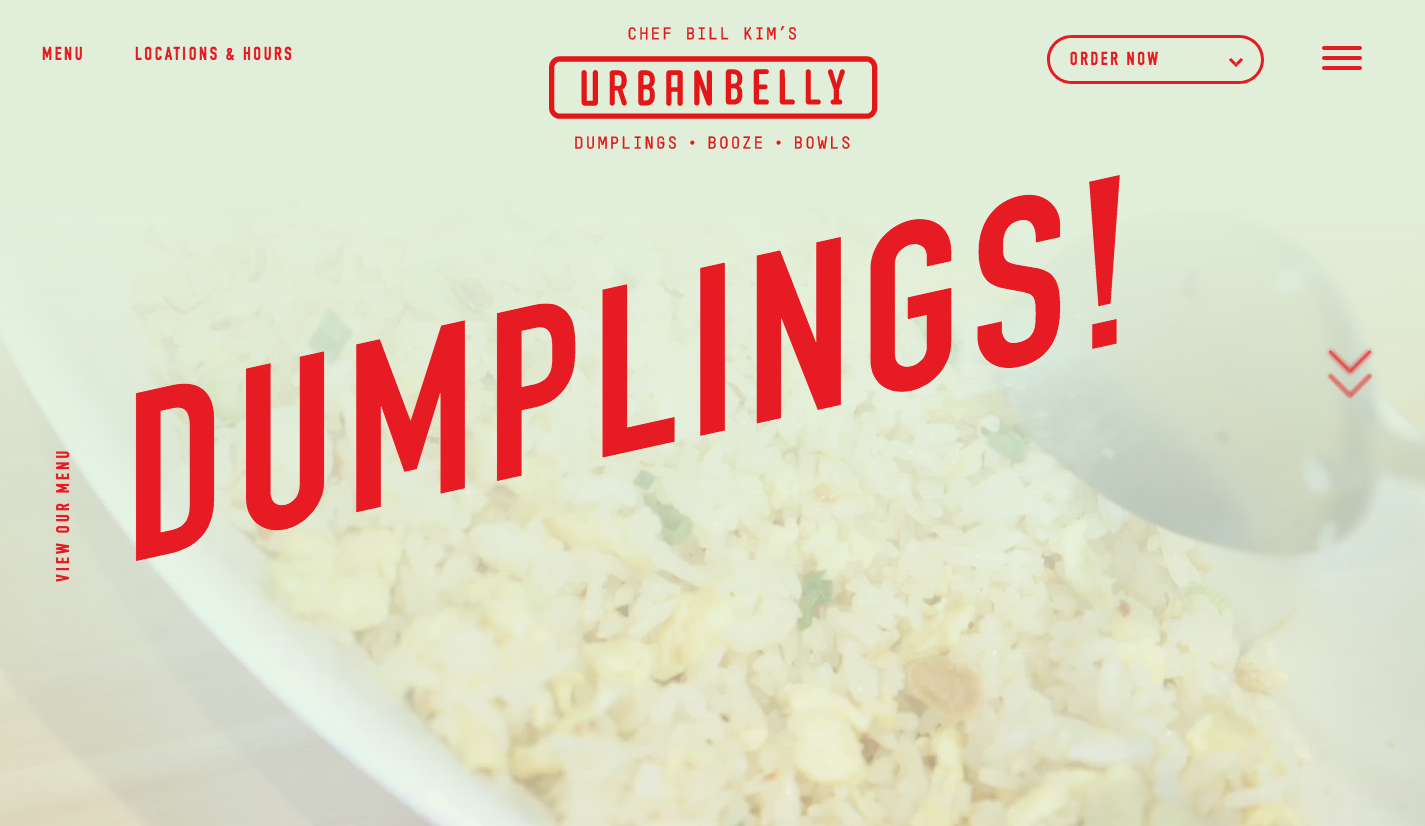 MENU
LOCATIONS & HOURS
CHEF BILL KIM'S
URBANBELLY
DUMPLINGS • BOOZE • BOWLS
ORDER NOW
DUMPLINGS!
VIEW OUR MENU